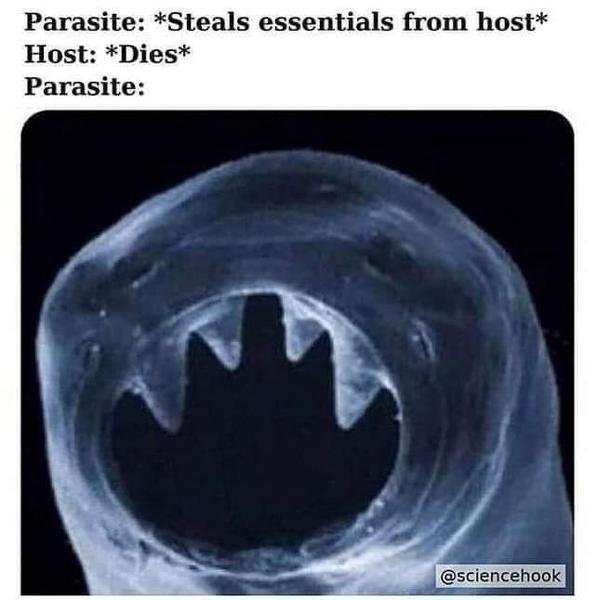 Parasite: *Steals essentials from host*
Host: *Dies*
Parasite:
@sciencehook